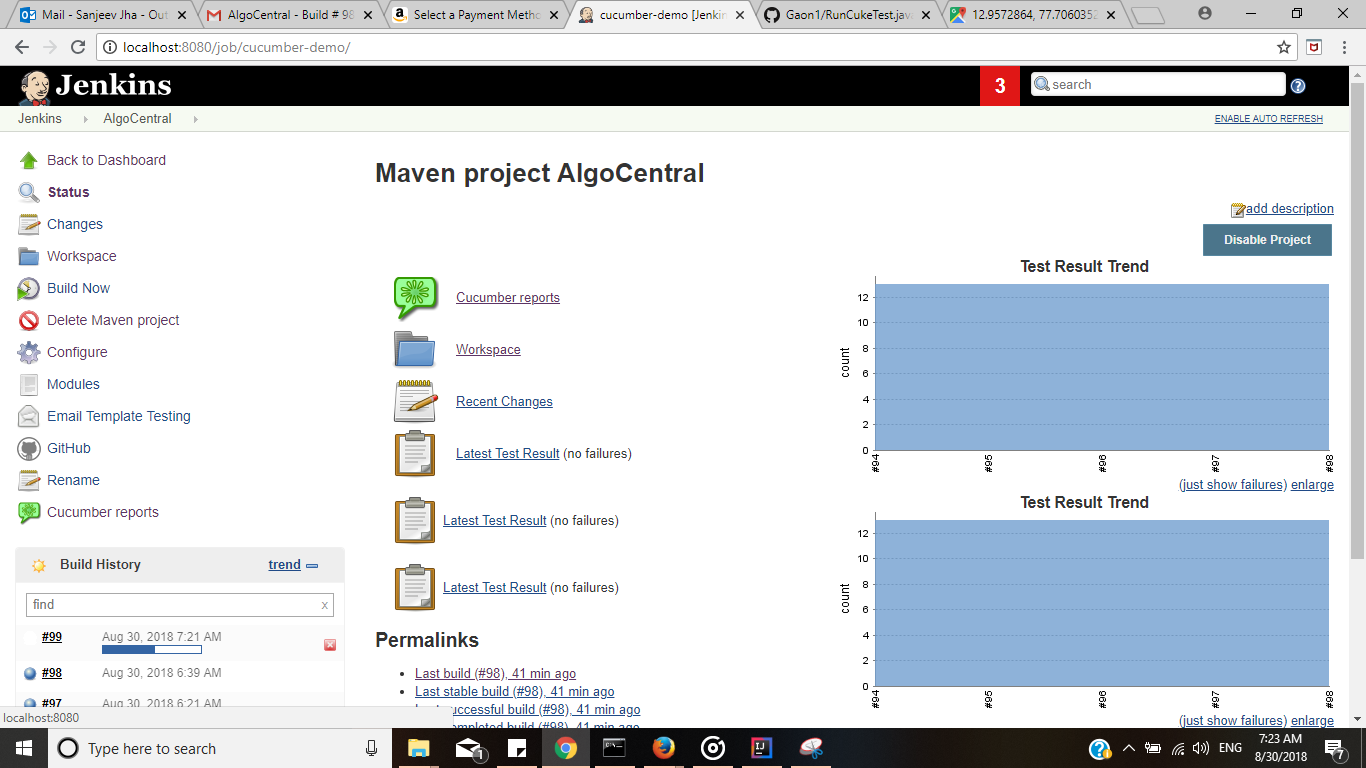 Mail - Sanjeev Jha - Out
AlgoCentral - Build # 98
Select a Payment Metho
cucumber-demo [Jenkin
Gaon1/RunCukeTest.java
12.9572864, 77.7060352
localhost:8080/job/cucumber-demo/
Jenkins
3
search
Jenkins
AlgoCentral
ENABLE AUTO REFRESH
Back to Dashboard
Status
Changes
Workspace
Build Now
Delete Maven project
Configure
Modules
Email Template Testing
GitHub
Rename
Cucumber reports
Build History
trend
find
x
#99
Aug 30, 2018 7:21 AM
#98
Aug 30, 2018 6:39 AM
#97
Aug 30, 2018 6:21 AM
localhost:8080
Maven project AlgoCentral
add description
Disable Project
Cucumber reports
Workspace
Recent Changes
Latest Test Result (no failures)
Latest Test Result (no failures)
Latest Test Result (no failures)
Permalinks
Last build (#98), 41 min ago
Last stable build (#98), 41 min ago
successful build (#98), 41 min ago
completed build (#98), 41 min ago
Test Result Trend
count
12
10
8
6
4
2
0
#94
#95
#96
#97
#98
(just show failures) enlarge
Test Result Trend
count
12
10
8
6
4
2
0
#94
#95
#96
#97
#98
(just show failures) enlarge
Type here to search
1
ENG
7:23 AM
8/30/2018
7